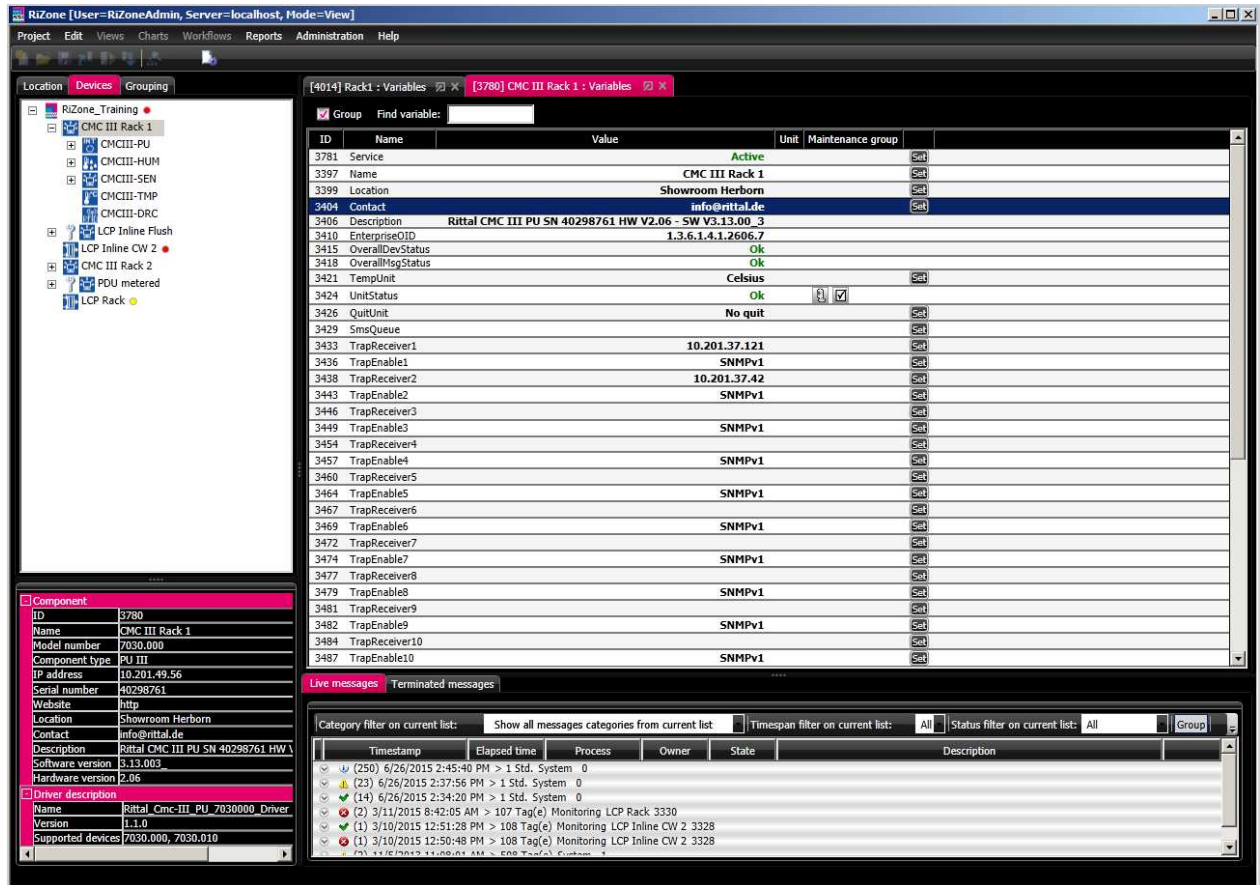 RiZone [User=RiZoneAdmin, Server=localhost, Mode=View]
Project Edit Views Charts Workflows Reports Administration Help
Location Devices Grouping
RiZone_Training
CMC III Rack 1
CMCIII-PU
CMCIII-HUM
CMCIII-SEN
CMCIII-TMP
CMCIII-DRC
LCP Inline Flush
LCP Inline CW 2
CMC III Rack 2
PDU metered
LCP Rack
Component
ID 3780
Name CMC III Rack 1
Model number 7030.000
Component type PU III
IP address 10.201.49.56
Serial number 40298761
Website http
Location Showroom Herborn
Contact info@rittal.de
Description Rittal CMC III PU SN 40298761 HW
Software version 3.13.003_
Hardware version 2.06
Driver description
Name Rittal_Cmc-III_PU_7030000_Driver
Version 1.1.0
Supported devices 7030.000, 7030.010
[4014] Rack1 : Variables [3780] CMC III Rack 1 : Variables
Group Find variable:
ID Name Value Unit Maintenance group
3781 Service Active Set
3397 Name CMC III Rack 1 Set
3399 Location Showroom Herborn Set
3404 Contact info@rittal.de Set
3406 Description Rittal CMC III PU SN 40298761 HW V2.06 - SW V3.13.00_3
3410 EnterpriseOID 1.3.6.1.4.1.2606.7
3415 OverallDevStatus Ok
3418 OverallMsgStatus Ok
3421 TempUnit Celsius Set
3424 UnitStatus Ok
3426 QuitUnit No quit Set
3429 SmsQueue Set
3433 TrapReceiver1 10.201.37.121 Set
3436 TrapEnable1 SNMPv1 Set
3438 TrapReceiver2 10.201.37.42 Set
3443 TrapEnable2 SNMPv1 Set
3446 TrapReceiver3 Set
3449 TrapEnable3 SNMPv1 Set
3454 TrapReceiver4 Set
3457 TrapEnable4 SNMPv1 Set
3460 TrapReceiver5 Set
3464 TrapEnable5 SNMPv1 Set
3467 TrapReceiver6 Set
3469 TrapEnable6 SNMPv1 Set
3472 TrapReceiver7 Set
3474 TrapEnable7 SNMPv1 Set
3477 TrapReceiver8 Set
3479 TrapEnable8 SNMPv1 Set
3481 TrapReceiver9 Set
3482 TrapEnable9 SNMPv1 Set
3484 TrapReceiver10 Set
3487 TrapEnable10 SNMPv1 Set
Live messages Terminated messages
Category filter on current list: Show all messages categories from current list Timespan filter on current list: All Status filter on current list: All Group
Timestamp Elapsed time Process Owner State Description
(250) 6/26/2015 2:45:40 PM > 1 Std. System 0
(23) 6/26/2015 2:37:56 PM > 1 Std. System 0
(14) 6/26/2015 2:34:20 PM > 1 Std. System 0
(2) 3/11/2015 8:42:05 AM > 107 Tag(e) Monitoring LCP Rack 3330
(1) 3/10/2015 12:51:28 PM > 108 Tag(e) Monitoring LCP Inline CW 2 3328
(1) 3/10/2015 12:50:48 PM > 108 Tag(e) Monitoring LCP Inline CW 2 3328